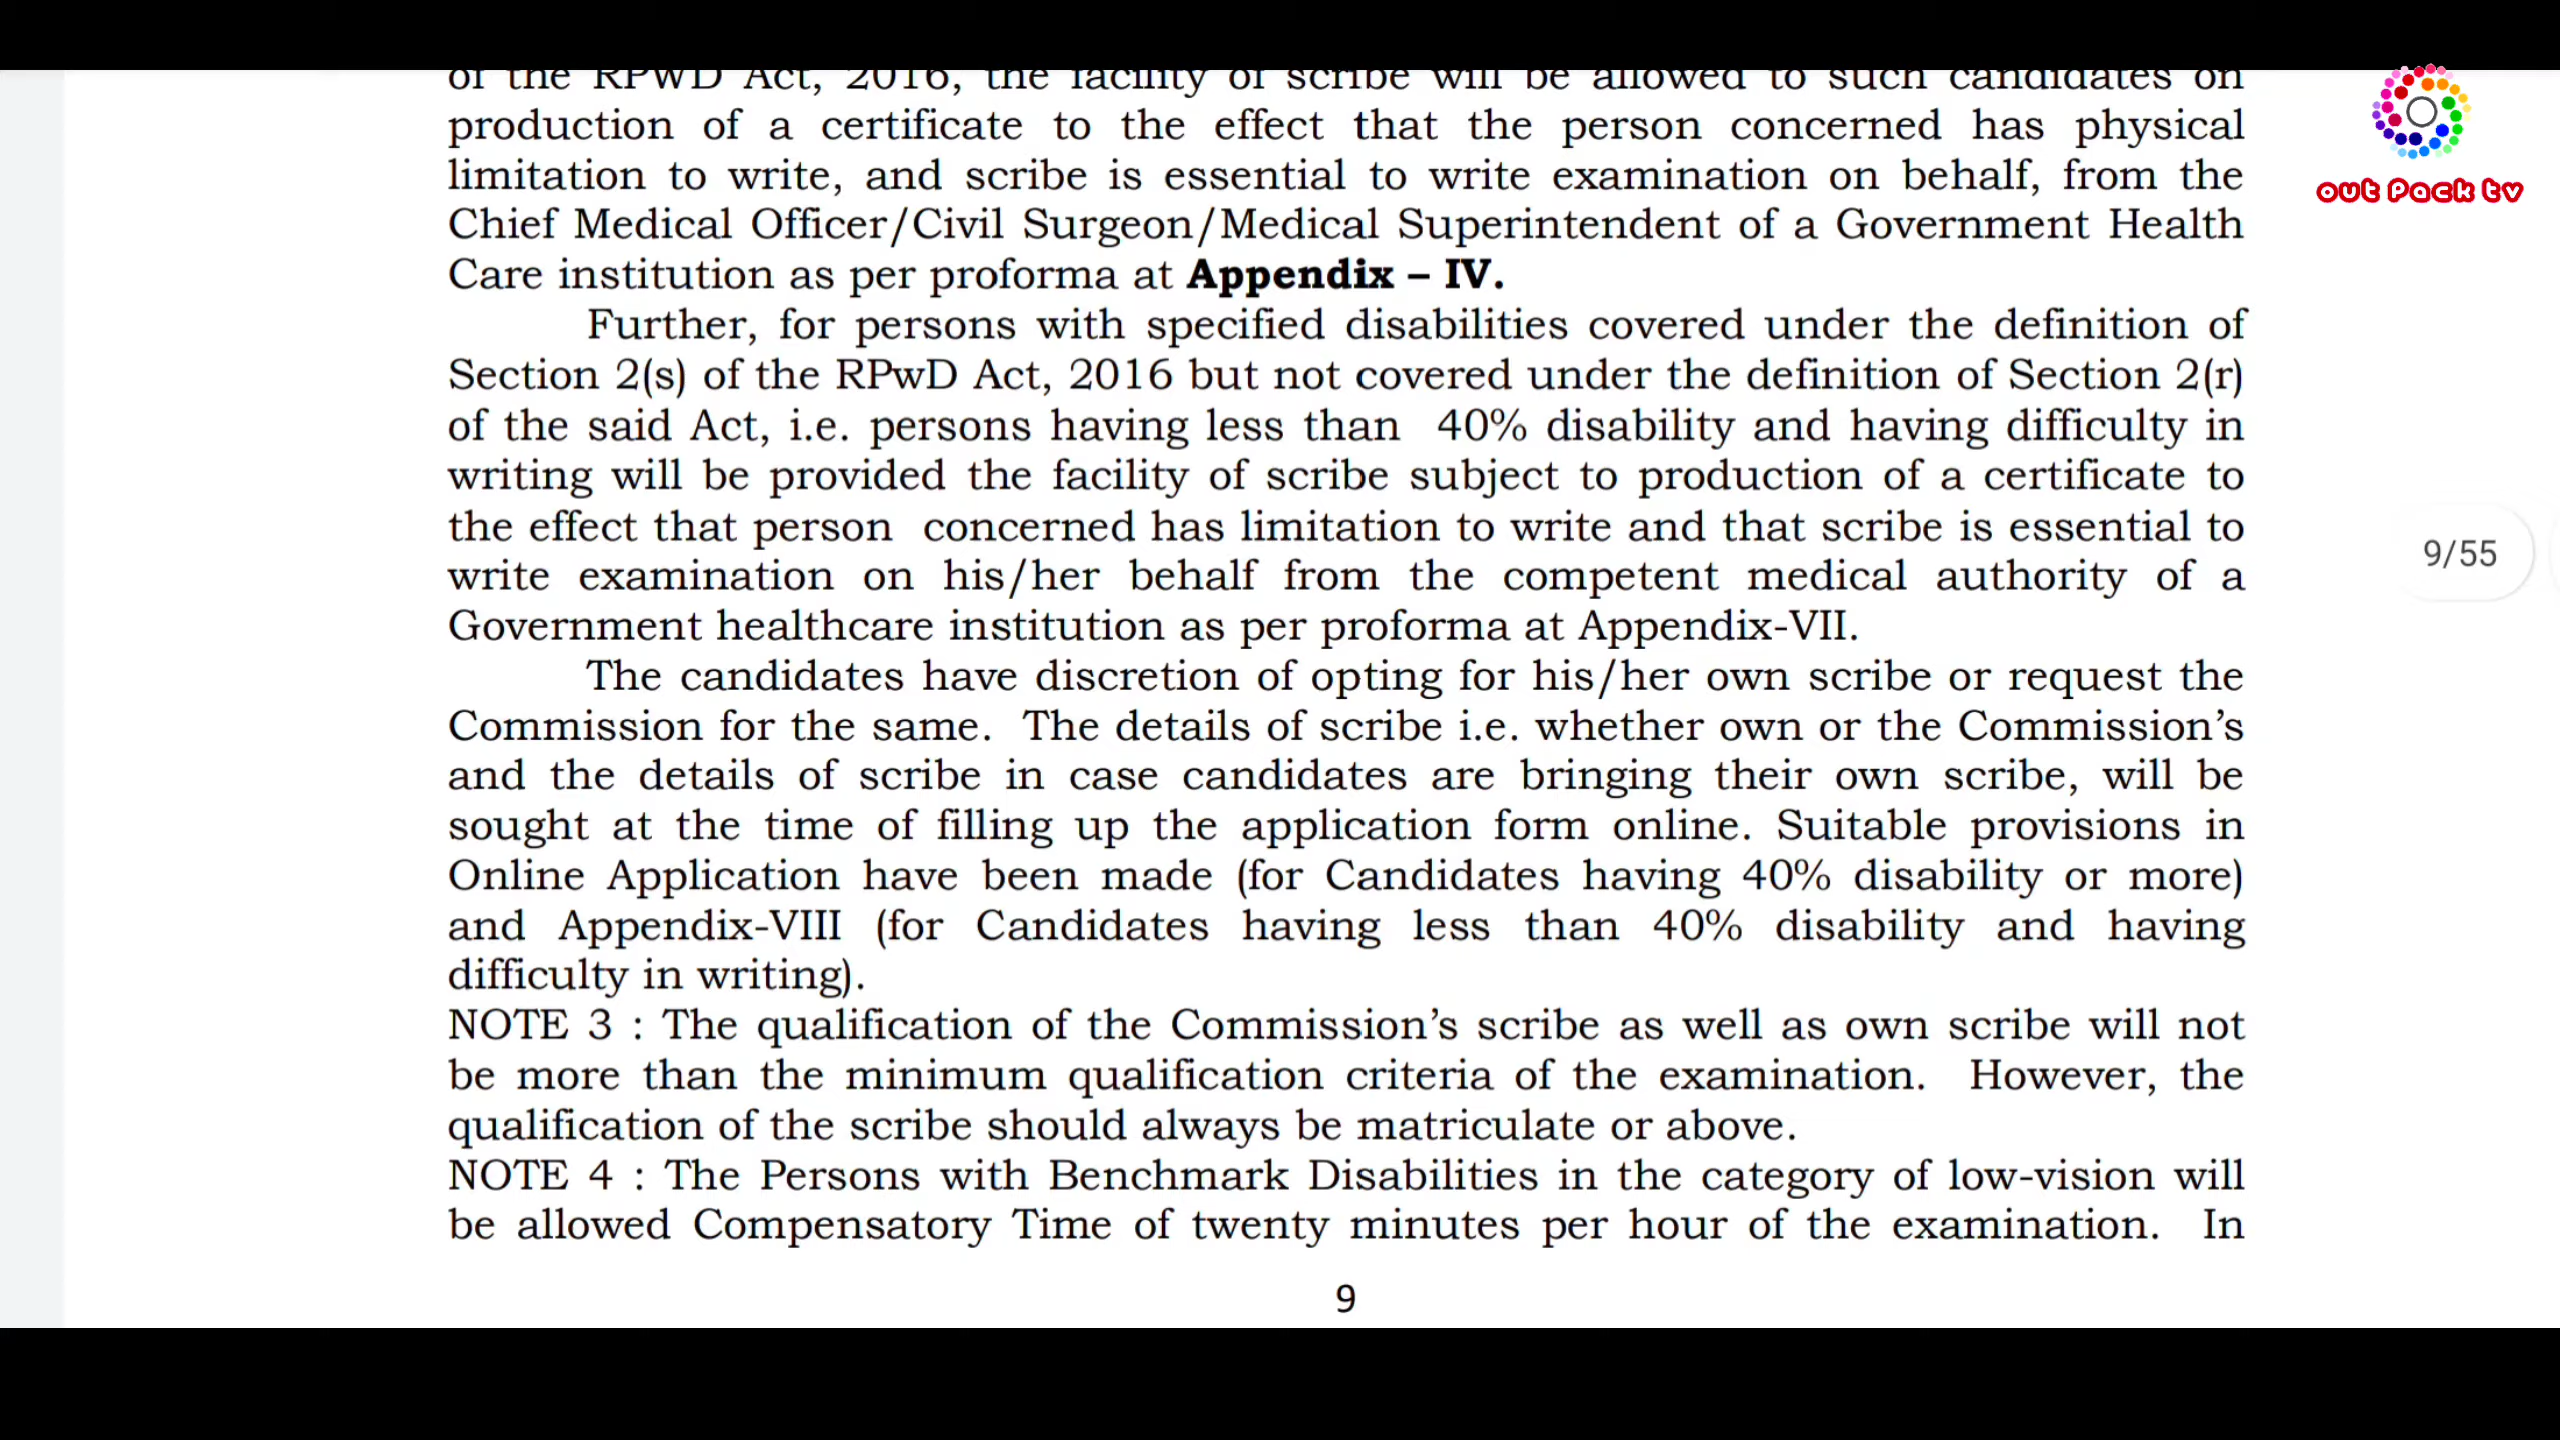 of the RPWD Act, 2016, the facility of scribe will be allowed to such candidates on
production of a certificate to the effect that the person concerned has physical
limitation to write, and scribe is essential to write examination on behalf, from the
Chief Medical Officer/Civil Surgeon/Medical Superintendent of a Government Health
Care institution as per proforma at Appendix – IV.
Further, for persons with specified disabilities covered under the definition of
Section 2(s) of the RPwD Act, 2016 but not covered under the definition of Section 2(r)
of the said Act, i.e. persons having less than 40% disability and having difficulty in
writing will be provided the facility of scribe subject to production of a certificate to
the effect that person concerned has limitation to write and that scribe is essential to
write examination on his/her behalf from the competent medical authority of a
Government healthcare institution as per proforma at Appendix-VII.
The candidates have discretion of opting for his/her own scribe or request the
Commission for the same. The details of scribe i.e. whether own or the Commission’s
and the details of scribe in case candidates are bringing their own scribe, will be
sought at the time of filling up the application form online. Suitable provisions in
Online Application have been made (for Candidates having 40% disability or more)
and Appendix-VIII (for Candidates having less than 40% disability and having
difficulty in writing).
NOTE 3 : The qualification of the Commission’s scribe as well as own scribe will not
be more than the minimum qualification criteria of the examination. However, the
qualification of the scribe should always be matriculate or above.
NOTE 4 : The Persons with Benchmark Disabilities in the category of low-vision will
be allowed Compensatory Time of twenty minutes per hour of the examination. In
9
out Pack tv
9/55